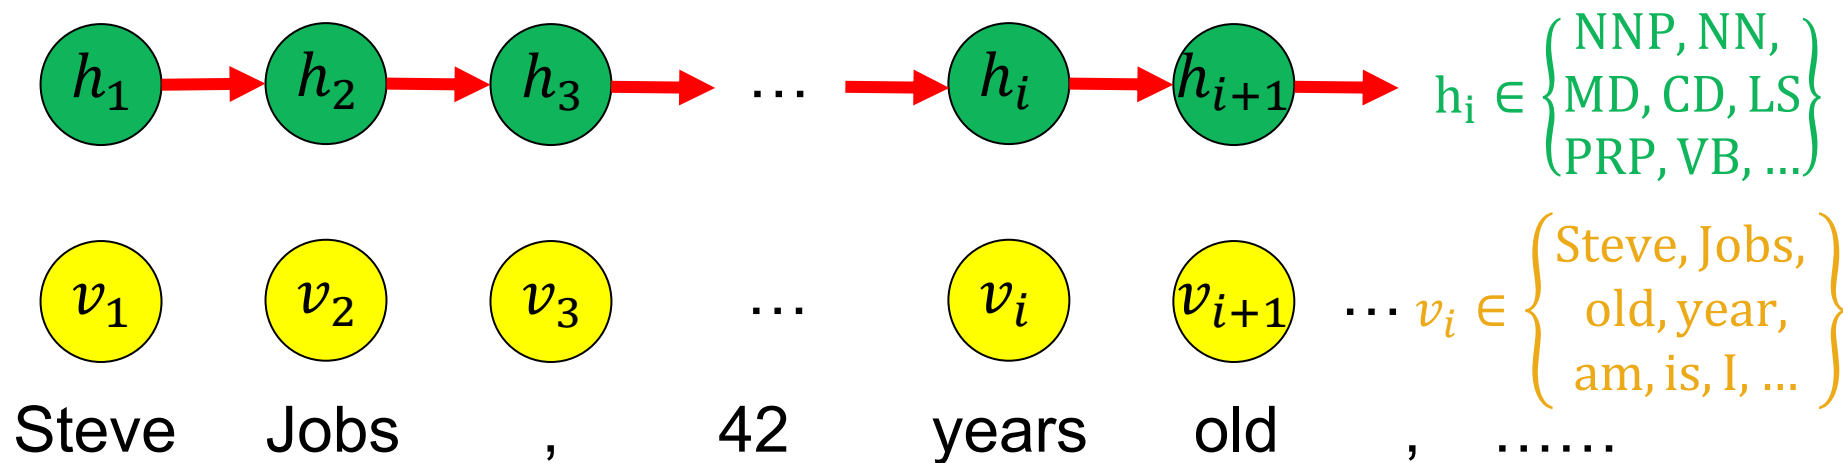 h₁ h₂ h₃ … hᵢ hᵢ₊₁ hᵢ ∈ {NNP, NN,
MD, CD, LS
PRP, VB, …}
v₁ v₂ v₃ … vᵢ vᵢ₊₁ … vᵢ ∈ {Steve, Jobs,
old, year,
am, is, I, …}
Steve Jobs , 42 years old , ……